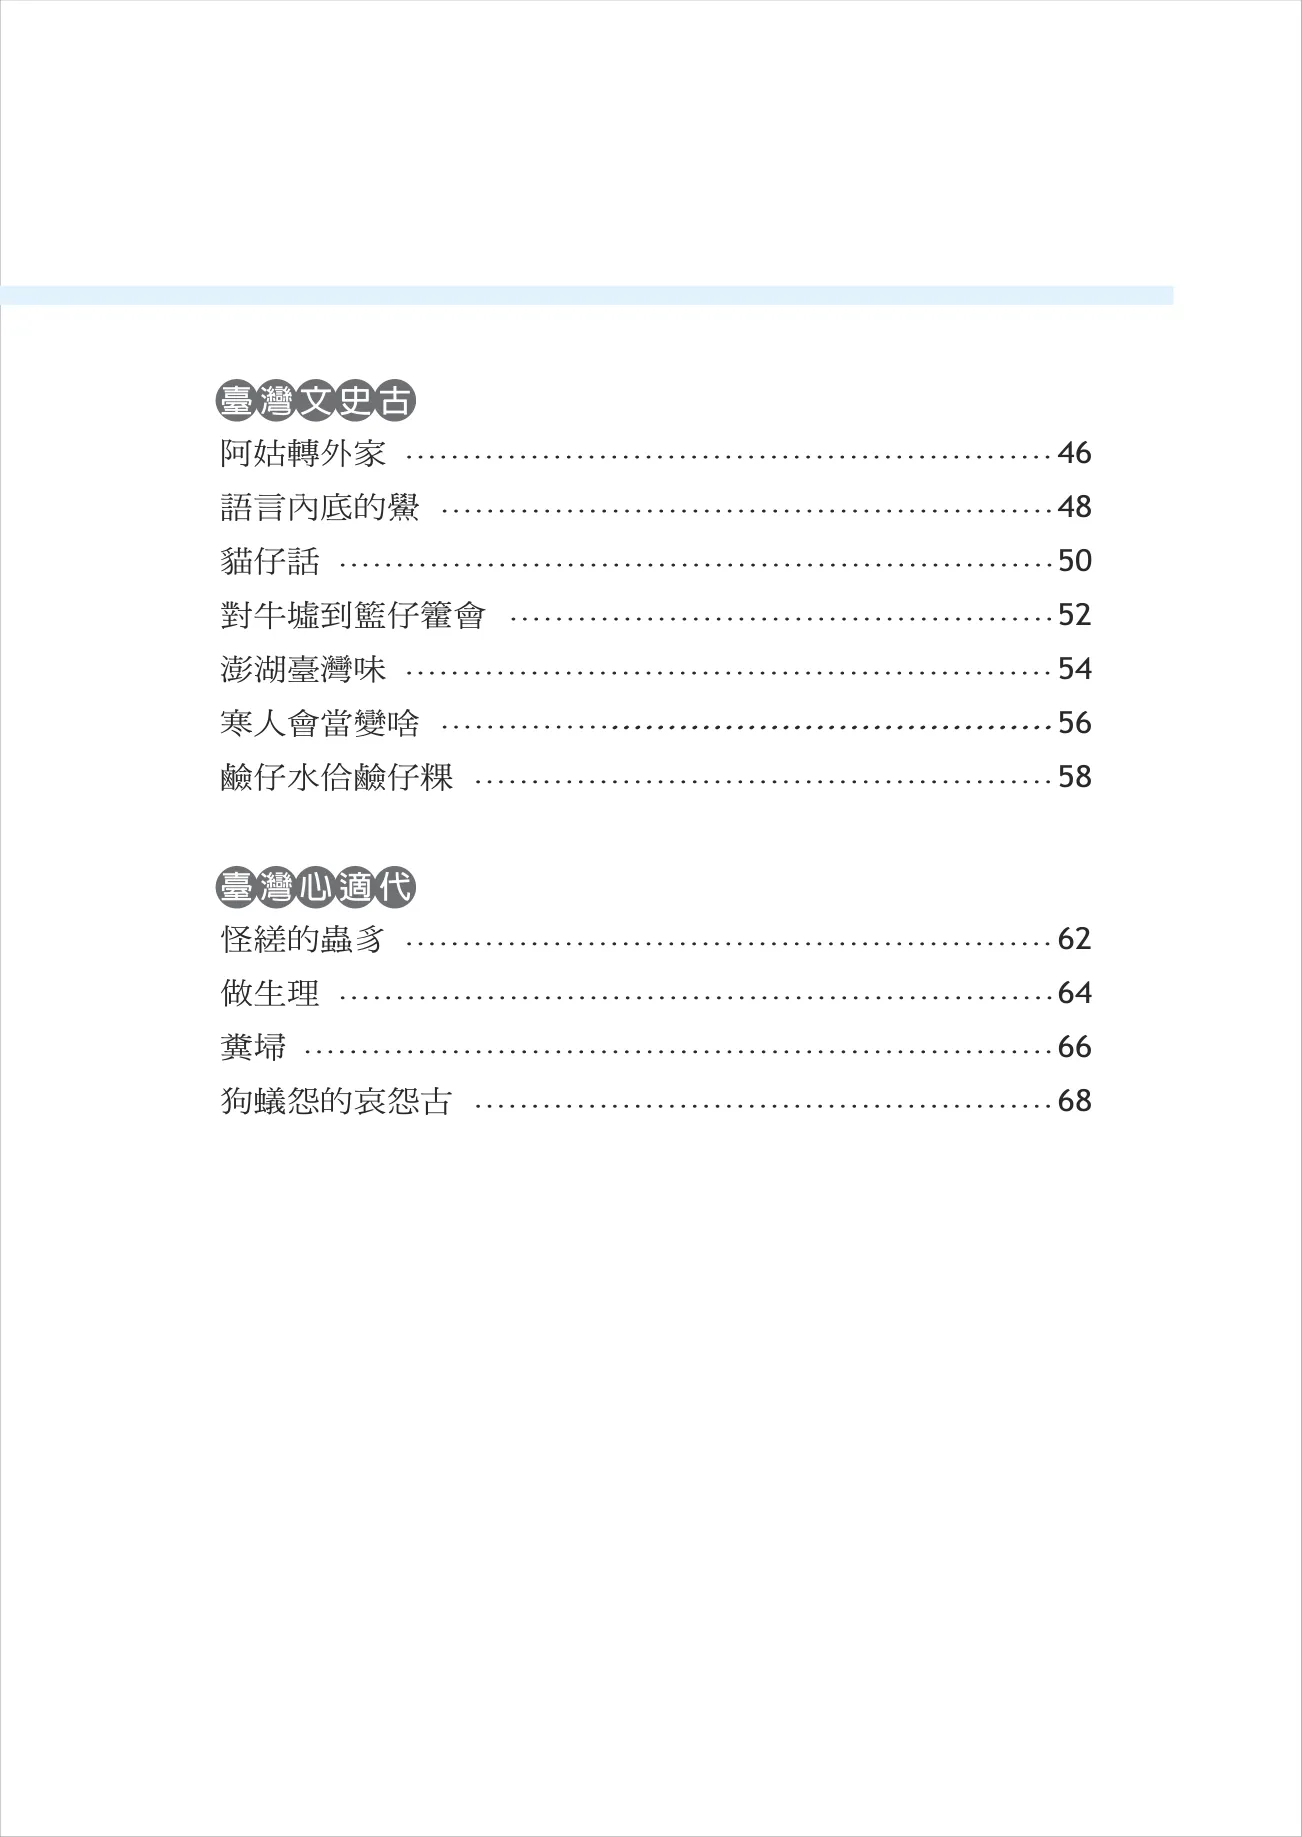 臺灣文史古
阿姑轉外家 46
語言內底的鱟 48
貓仔話 50
對牛墟到籃仔籗會 52
澎湖臺灣味 54
寒人會當變啥 56
鹼仔水佮鹼仔粿 58
臺灣心適代
怪縒的蟲豸 62
做生理 64
糞埽 66
狗蟻怨的哀怨古 68